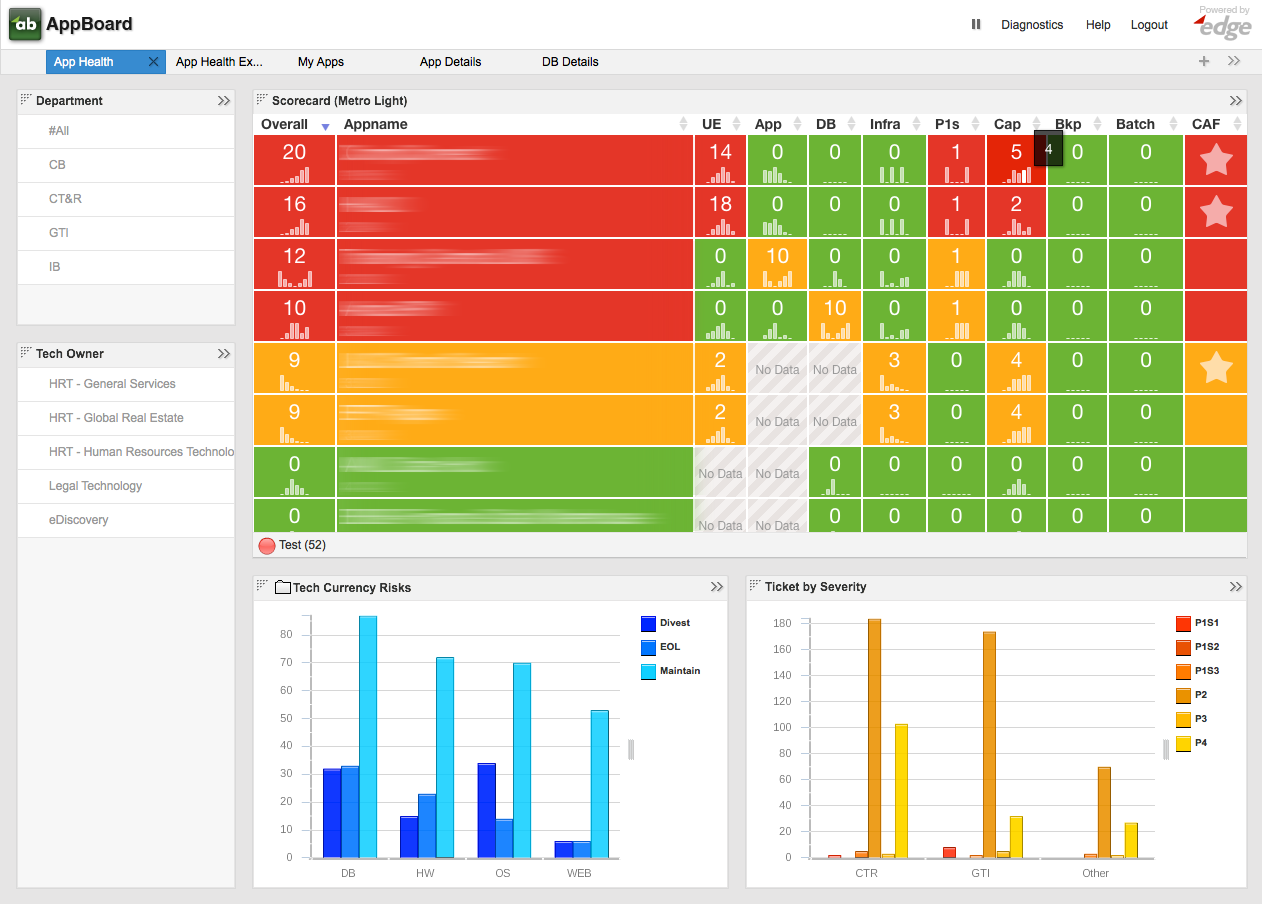 ab AppBoard
Diagnostics Help Logout
Powered by
edge
App Health App Health Ex... My Apps App Details DB Details
Department
#All
CB
CT&R
GTI
IB
Tech Owner
HRT - General Services
HRT - Global Real Estate
HRT - Human Resources Technolo
Legal Technology
eDiscovery
Scorecard (Metro Light)
Overall Appname UE App DB Infra P1s Cap Bkp Batch CAF
20 14 0 0 0 1 5 4 0 0
16 18 0 0 0 1 2 0 0
12 0 10 0 0 1 0 0 0
10 0 0 10 0 1 0 0 0
9 2 No Data No Data 3 0 4 0 0
9 2 No Data No Data 3 0 4 0 0
0 No Data No Data 0 0 0 0 0 0
0 No Data No Data 0 0 0 0 0 0
Test (52)
Tech Currency Risks
80
70
60
50
40
30
20
10
0
DB HW OS WEB
Divest
EOL
Maintain
Ticket by Severity
180
160
140
120
100
80
60
40
20
0
CTR GTI Other
P1S1
P1S2
P1S3
P2
P3
P4